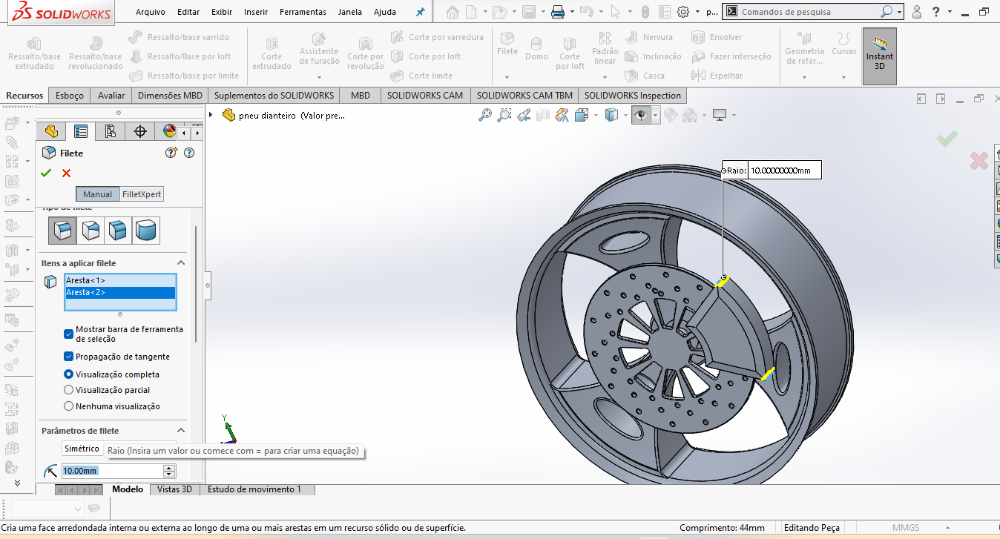 SOLIDWORKS
Arquivo Editar Exibir Inserir Ferramentas Janela Ajuda
p...
Comandos de pesquisa
Ressalto/base extrudado
Ressalto/base revolucionado
Ressalto/base varrido
Ressalto/Base por loft
Ressalto/base por limite
Corte extrudado
Assistente de furação
Corte por revolução
Corte por varredura
Corte por loft
Corte limite
Filete
Domo
Corte por loft
Padrão linear
Nervura
Inclinação
Casca
Envolver
Fazer interseção
Espelhar
Geometria de refer...
Curvas
Instant 3D
Recursos Esboço Avaliar Dimensões MBD Suplementos do SOLIDWORKS MBD SOLIDWORKS CAM SOLIDWORKS CAM TBM SOLIDWORKS Inspection
pneu dianteiro (Valor pre...
Filete
Manual FilletXpert
Tipo de filete
Itens a aplicar filete
Aresta<1>
Aresta<2>
Mostrar barra de ferramenta
de seleção
Propagação de tangente
Visualização completa
Visualização parcial
Nenhuma visualização
Parâmetros de filete
Simétrico
Raio (Insira um valor ou comece com = para criar uma equação)
10.00mm
Raio: 10.00000000mm
Y
Modelo Vistas 3D Estudo de movimento 1
Cria uma face arredondada interna ou externa ao longo de uma ou mais arestas em um recurso sólido ou de superfície.
Comprimento: 44mm Editando Peça MMGS